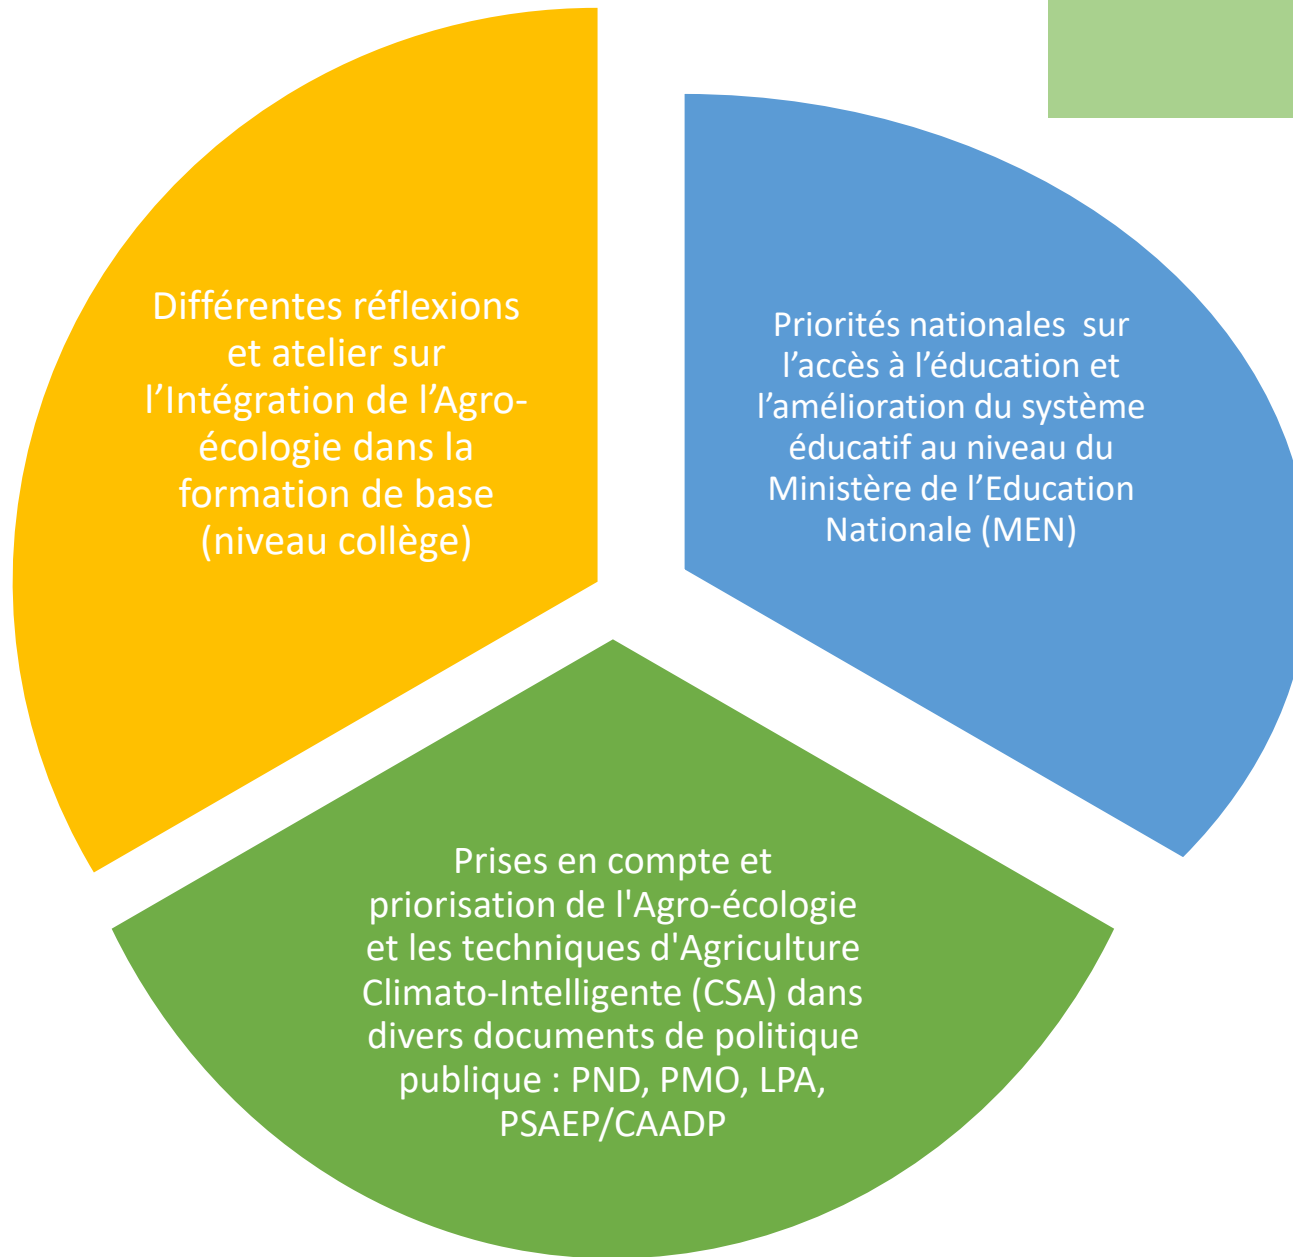 Différentes réflexions
et atelier sur
l’Intégration de l’Agro-
écologie dans la
formation de base
(niveau collège)
Priorités nationales  sur
l’accès à l’éducation et
l’amélioration du système
éducatif au niveau du
Ministère de l’Education
Nationale (MEN)
Prises en compte et
priorisation de l'Agro-écologie
et les techniques d'Agriculture
Climato-Intelligente (CSA) dans
divers documents de politique
publique : PND, PMO, LPA,
PSAEP/CAADP